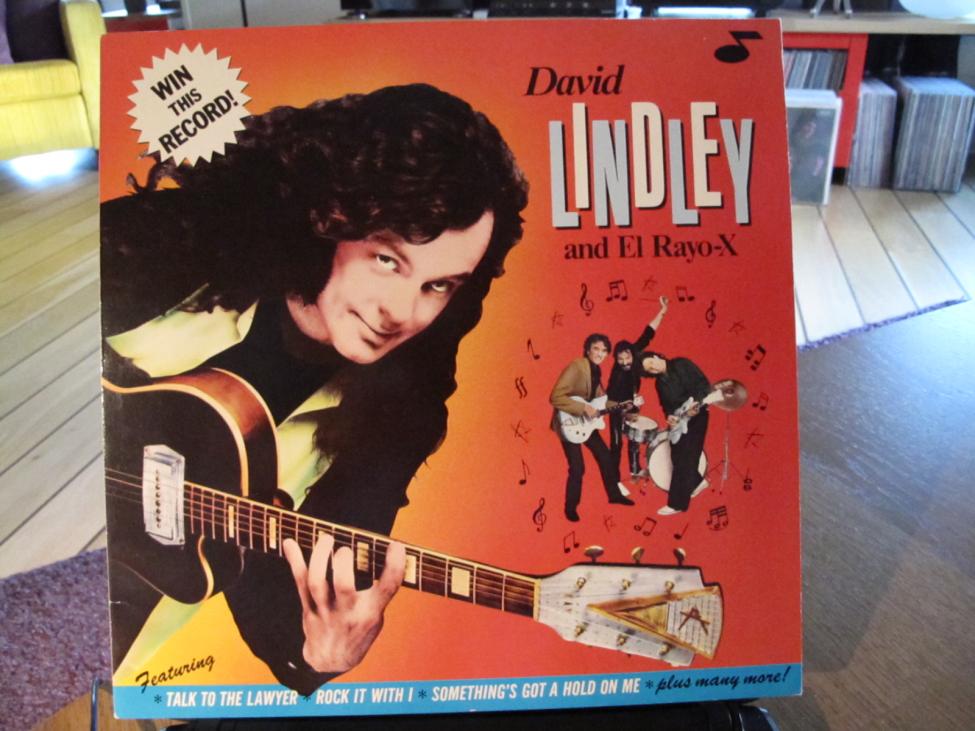 WIN
THIS
RECORD!
David
LINDLEY
and El Rayo-X
Featuring
* TALK TO THE LAWYER * ROCK IT WITH I * SOMETHING'S GOT A HOLD ON ME * plus many more!